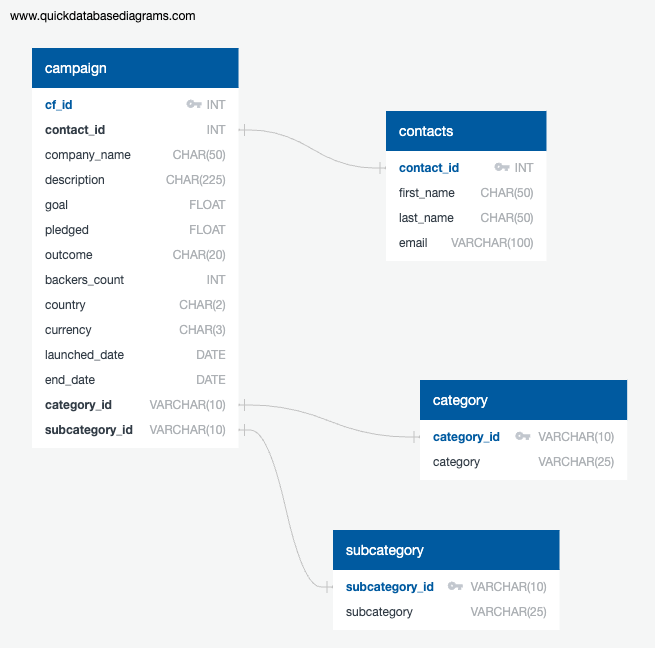 www.quickdatabasediagrams.com
campaign
cf_id INT
contact_id INT
company_name CHAR(50)
description CHAR(225)
goal FLOAT
pledged FLOAT
outcome CHAR(20)
backers_count INT
country CHAR(2)
currency CHAR(3)
launched_date DATE
end_date DATE
category_id VARCHAR(10)
subcategory_id VARCHAR(10)
contacts
contact_id INT
first_name CHAR(50)
last_name CHAR(50)
email VARCHAR(100)
category
category_id VARCHAR(10)
category VARCHAR(25)
subcategory
subcategory_id VARCHAR(10)
subcategory VARCHAR(25)